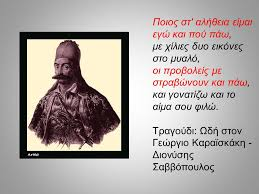 Ποιος στ' αλήθεια είμαι
εγώ και πού πάω,
με χίλιες δυο εικόνες
στο μυαλό,
οι προβολείς με
στραβώνουν και πάω,
και γονατίζω και το
αίμα σου φιλώ.
Τραγούδι: Ωδή στον
Γεώργιο Καραϊσκάκη -
Διονύσης
Σαββόπουλος